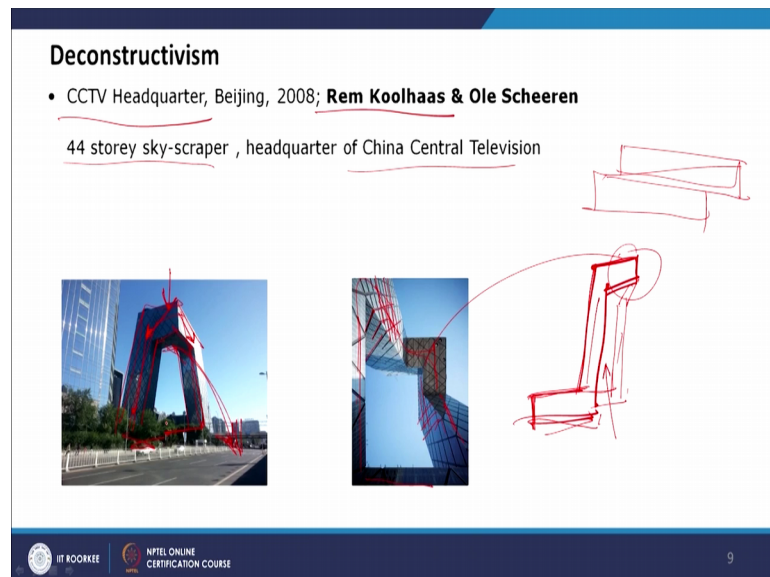 Deconstructivism
• CCTV Headquarter, Beijing, 2008; Rem Koolhaas & Ole Scheeren
44 storey sky-scraper , headquarter of China Central Television
IIT ROORKEE
NPTEL ONLINE
CERTIFICATION COURSE
9